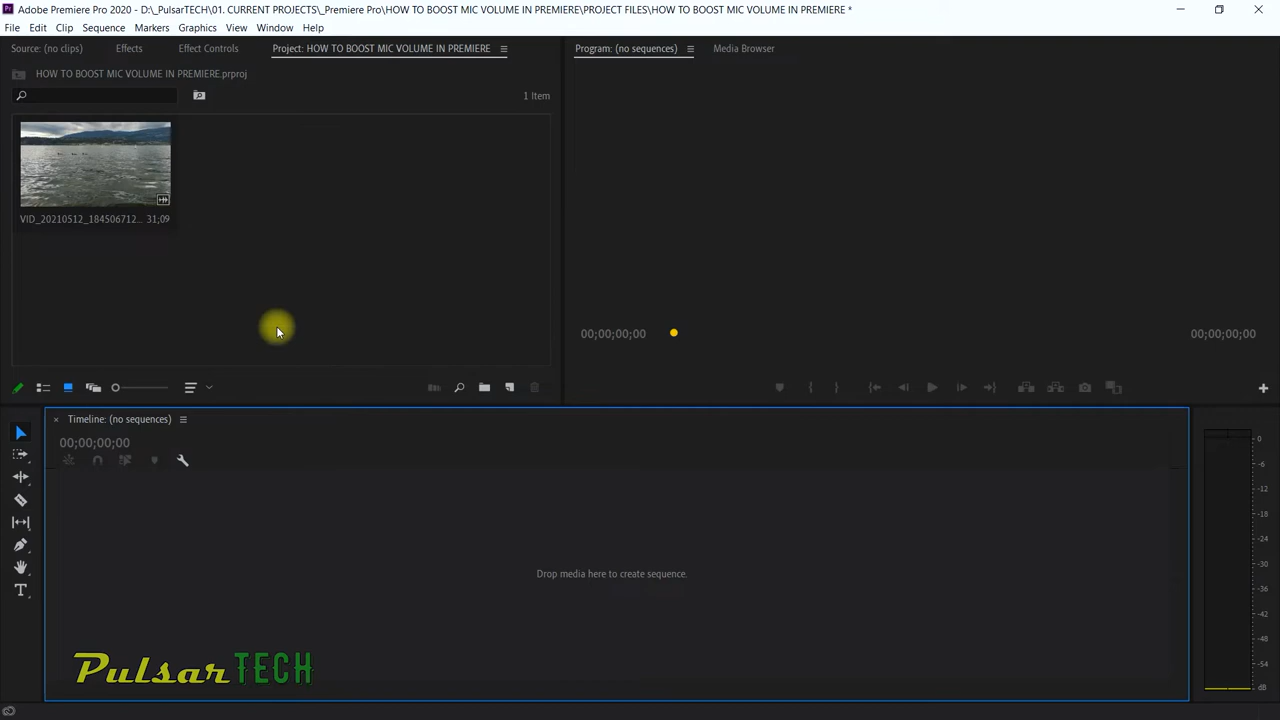 Adobe Premiere Pro 2020 - D:\_PulsarTECH\01. CURRENT PROJECTS\_Premiere Pro\HOW TO BOOST MIC VOLUME IN PREMIERE\PROJECT FILES\HOW TO BOOST MIC VOLUME IN PREMIERE *
File Edit Clip Sequence Markers Graphics View Window Help
Source: (no clips) Effects Effect Controls Project: HOW TO BOOST MIC VOLUME IN PREMIERE
Program: (no sequences) Media Browser
HOW TO BOOST MIC VOLUME IN PREMIERE.prproj
1 Item
VID_20210512_184506712... 31;09
00;00;00;00
00;00;00;00
Timeline: (no sequences)
00;00;00;00
Drop media here to create sequence.
0
-6
-12
-18
-24
-30
-36
-42
-48
-54
dB
PulsarTECH